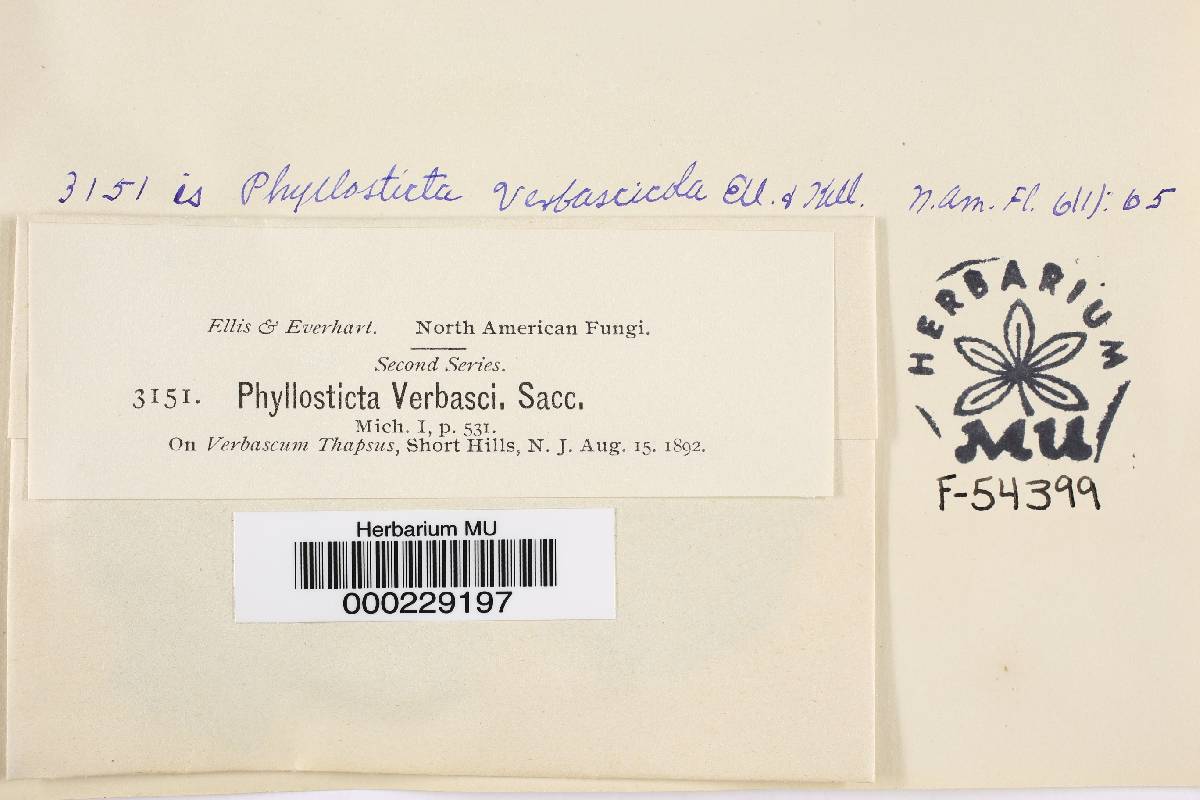 3151 is Phyllosticta Verbascicola Ell. & Kell. N. Am. Fl. 6(1): 65
Ellis & Everhart. North American Fungi.
Second Series.
3151. Phyllosticta Verbasci. Sacc.
Mich. I, p. 531.
On Verbascum Thapsus, Short Hills, N. J. Aug. 15. 1892.
HERBARIUM
MU
F-54399
Herbarium MU
000229197